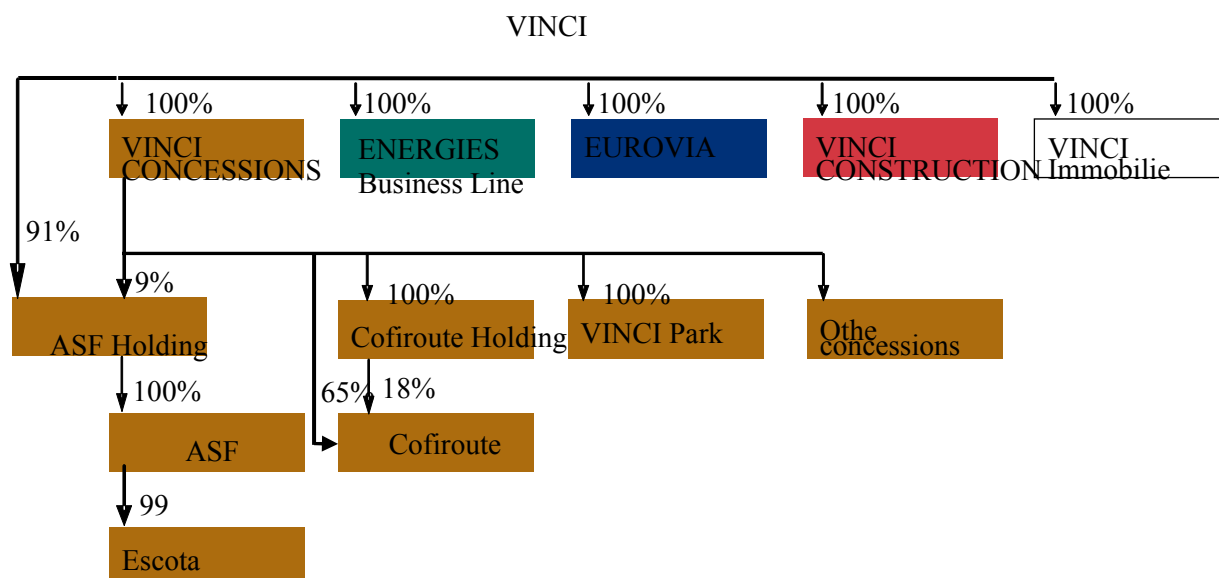 VINCI
100%
100%
100%
100%
100%
VINCI
CONCESSIONS
ENERGIES
Business Line
EUROVIA
VINCI
CONSTRUCTION
VINCI
Immobilie
91%
9%
100%
100%
ASF Holding
Cofiroute Holding
VINCI Park
Othe
concessions
100%
65%
18%
ASF
Cofiroute
99
Escota